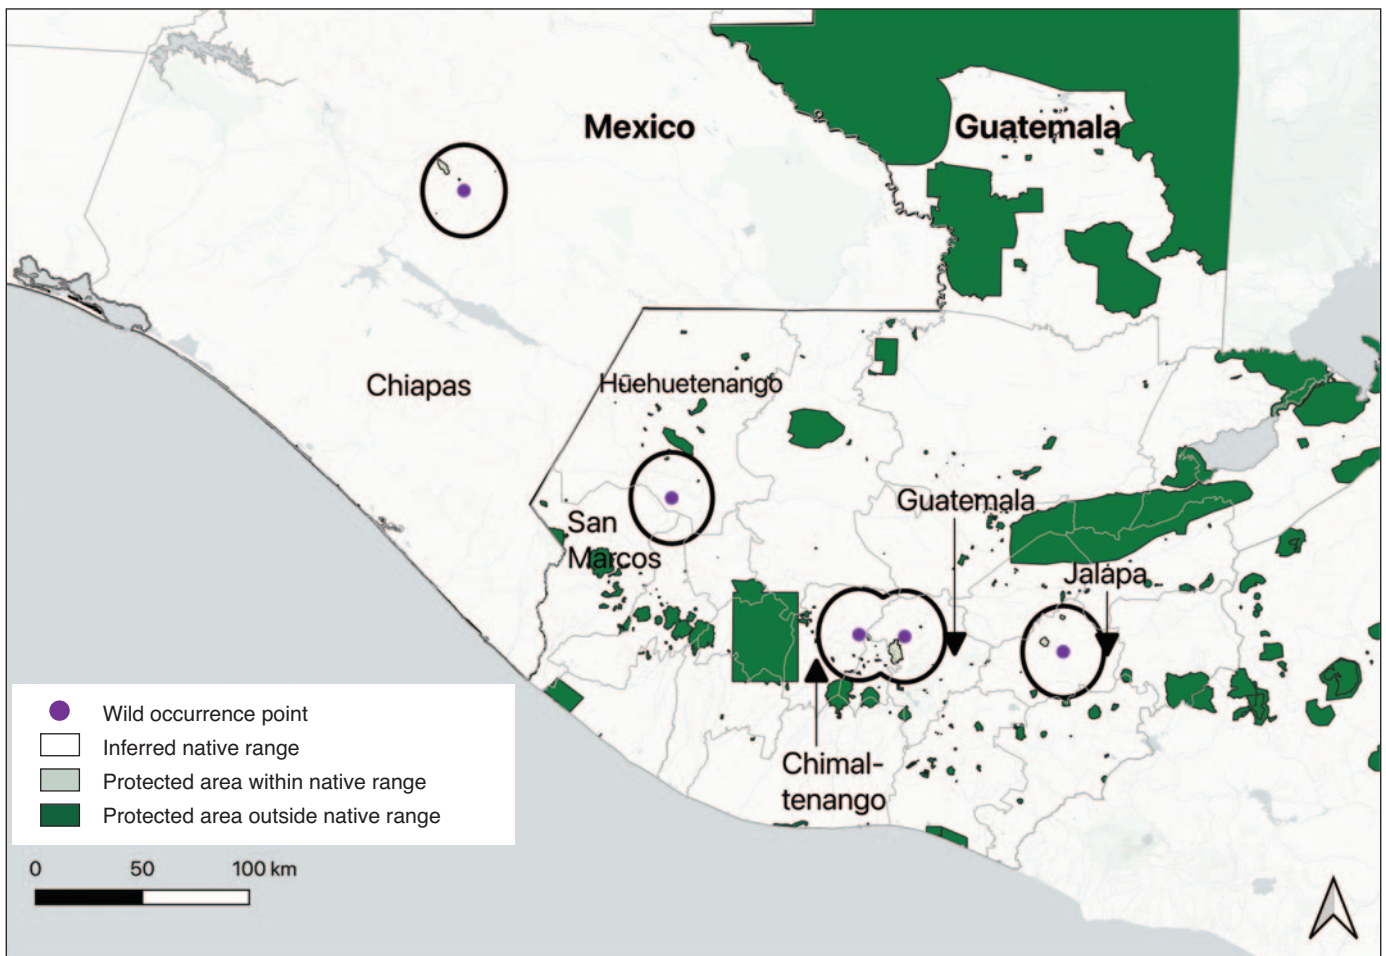 Mexico
Guatemala
Chiapas
Huehuetenango
San
Marcos
Guatemala
Jalapa
Chimal-
tenango
Wild occurrence point
Inferred native range
Protected area within native range
Protected area outside native range
0 50 100 km